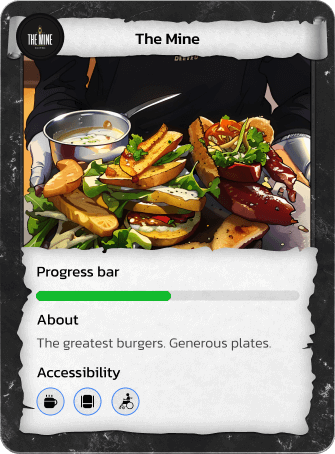 THE MINE
The Mine
Progress bar
About
The greatest burgers. Generous plates.
Accessibility